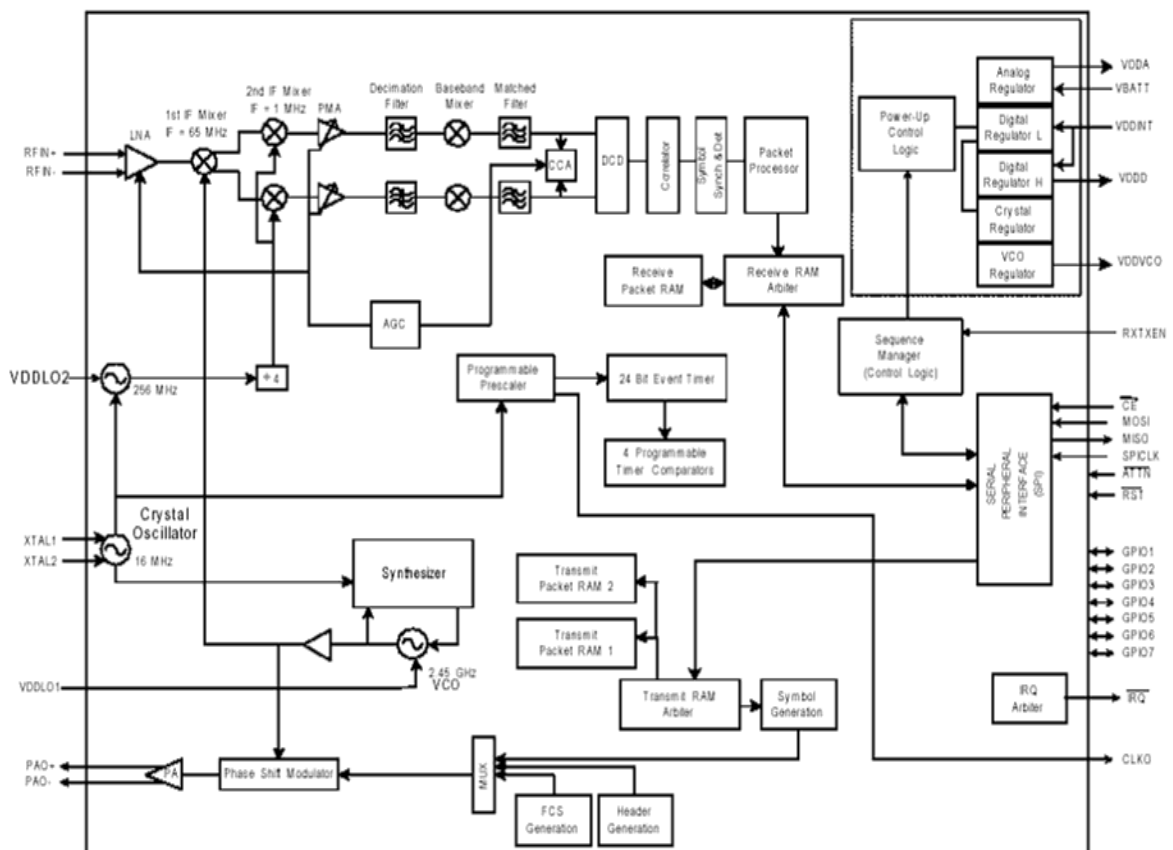 LNA
1st IF Mixer
IF = 65 MHz
2nd IF Mixer
IF = 1 MHz
PMA
Decimation
Filter
Baseband
Mixer
Matched
Filter
RFIN+
RFIN-
CCA
DCD
Correlator
Symbol
Synch & Det
Packet
Processor
Receive
Packet RAM
Receive RAM
Arbiter
AGC
Power-Up
Control
Logic
Analog
Regulator
Digital
Regulator L
Digital
Regulator H
Crystal
Regulator
VCO
Regulator
VDDA
VBATT
VDDINT
VDDD
VDDVCO
RXTXEN
Sequence
Manager
(Control Logic)
VDDLO2
256 MHz
÷4
Programmable
Prescaler
24 Bit Event Timer
4 Programmable
Timer Comparators
SERIAL
PERIPHERAL
INTERFACE
(SPI)
CE
MOSI
MISO
SPICLK
ATTN
RST
Crystal
Oscillator
XTAL1
XTAL2
16 MHz
Synthesizer
2.45 GHz
VCO
VDDLO1
Transmit
Packet RAM 2
Transmit
Packet RAM 1
Transmit RAM
Arbiter
Symbol
Generation
GPIO1
GPIO2
GPIO3
GPIO4
GPIO5
GPIO6
GPIO7
IRQ
Arbiter
IRQ
CLKO
PAO+
PAO-
PA
Phase Shift Modulator
MUX
FCS
Generation
Header
Generation